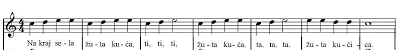 Na kraj se - la žu - ta ku - ća, ti, ti, ti, žu - ta ku - ća. ta, ta, ta, žu - ta ku - ći - ca.